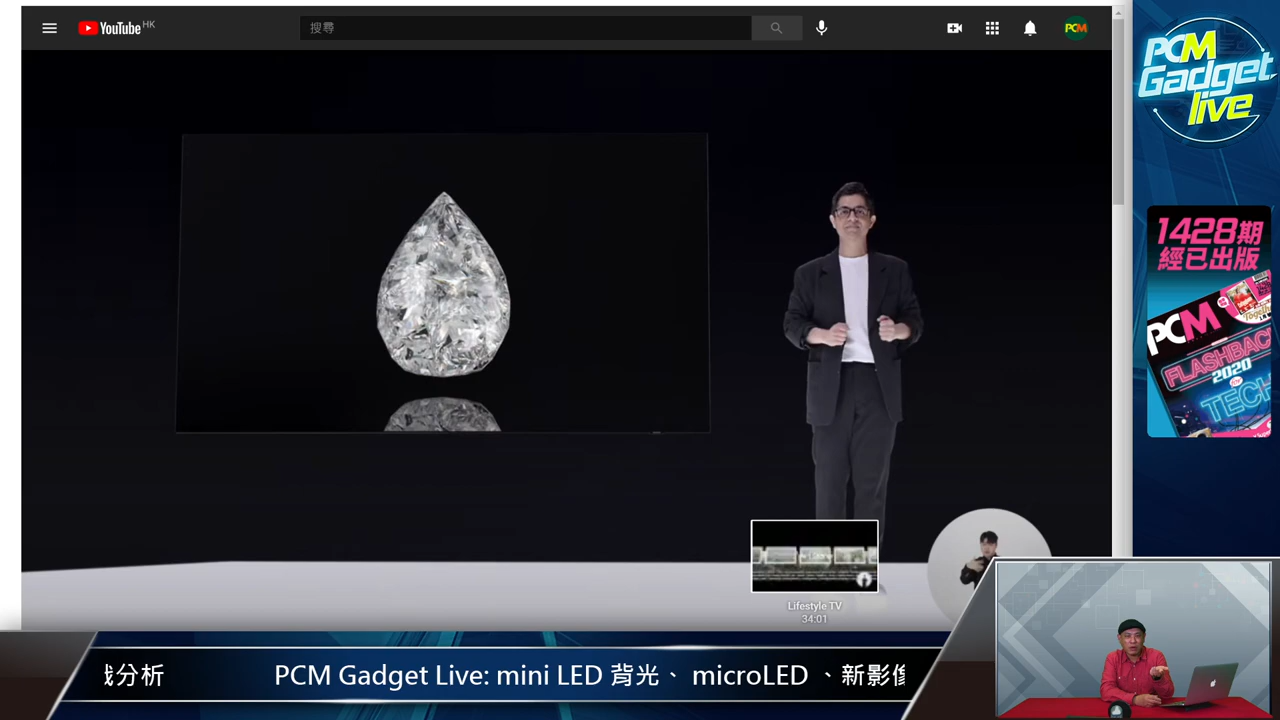 YouTube HK
搜尋
PCM
PCM
Gadget
live
1428期
經已出版
PCM
FLASHBACK
2020
TECH
Lifestyle TV
34:01
分析 PCM Gadget Live: mini LED 背光、 microLED 、新影像